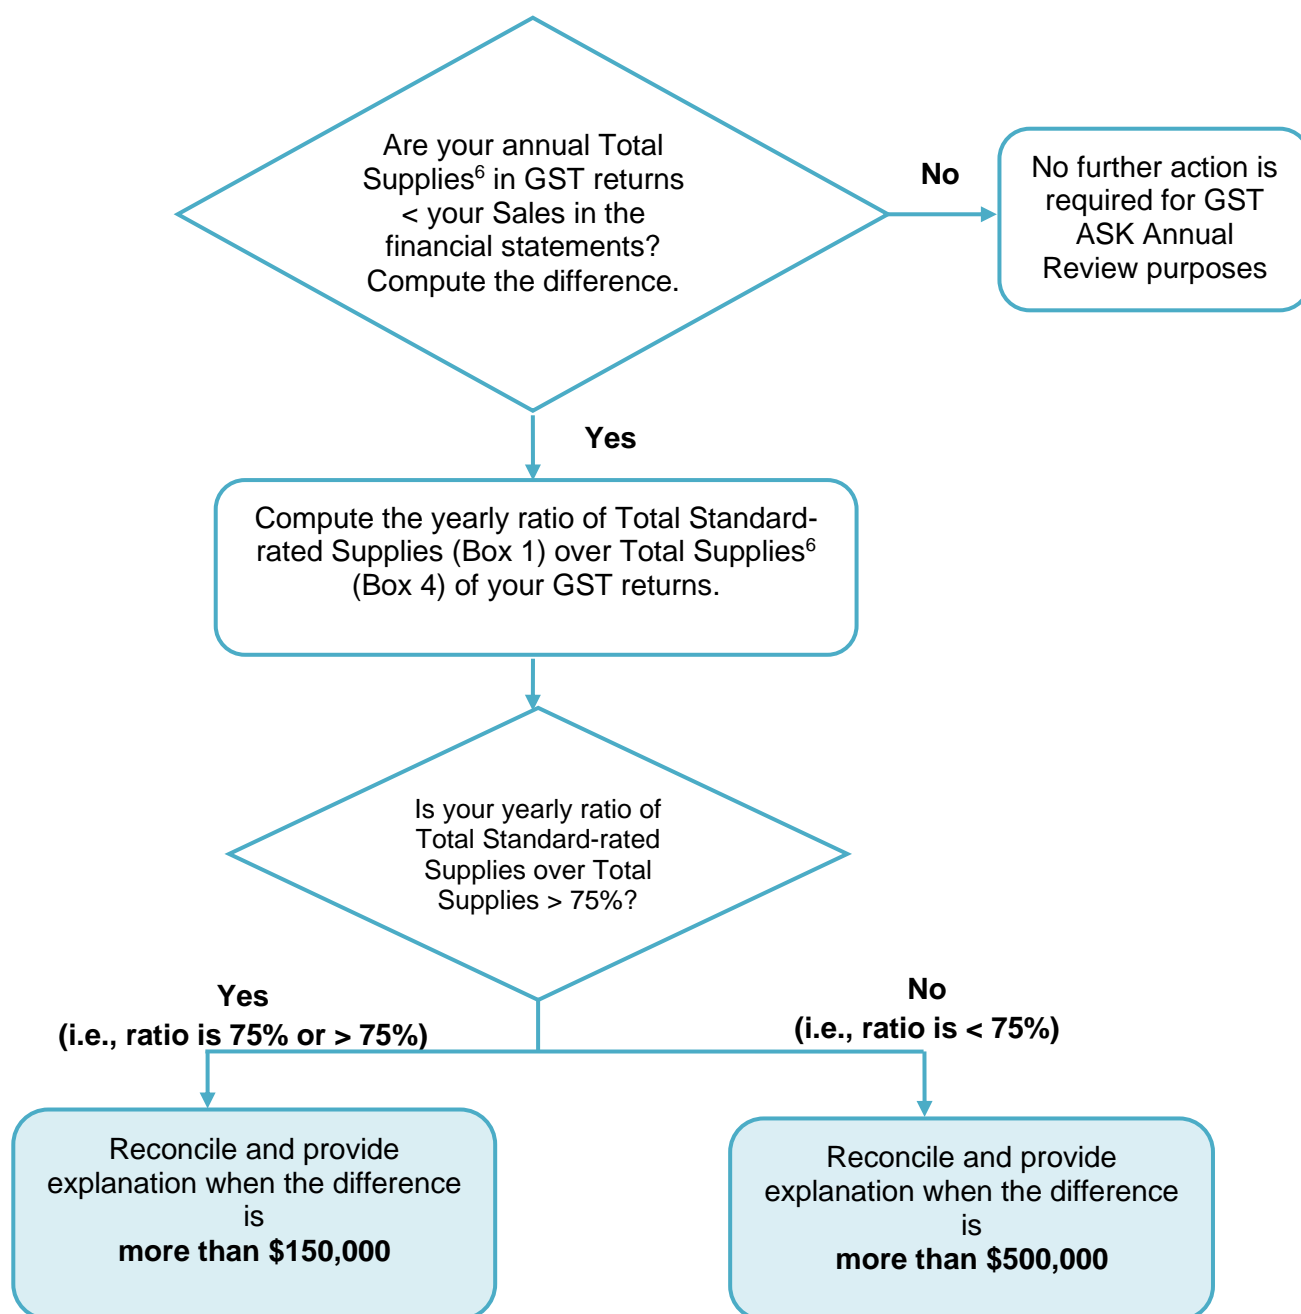 Are your annual Total
Supplies⁶ in GST returns
< your Sales in the
financial statements?
Compute the difference.
No
No further action is
required for GST
ASK Annual
Review purposes
Yes
Compute the yearly ratio of Total Standard-
rated Supplies (Box 1) over Total Supplies⁶
(Box 4) of your GST returns.
Is your yearly ratio of
Total Standard-rated
Supplies over Total
Supplies > 75%?
Yes
(i.e., ratio is 75% or > 75%)
No
(i.e., ratio is < 75%)
Reconcile and provide
explanation when the difference
is
more than $150,000
Reconcile and provide
explanation when the difference
is
more than $500,000